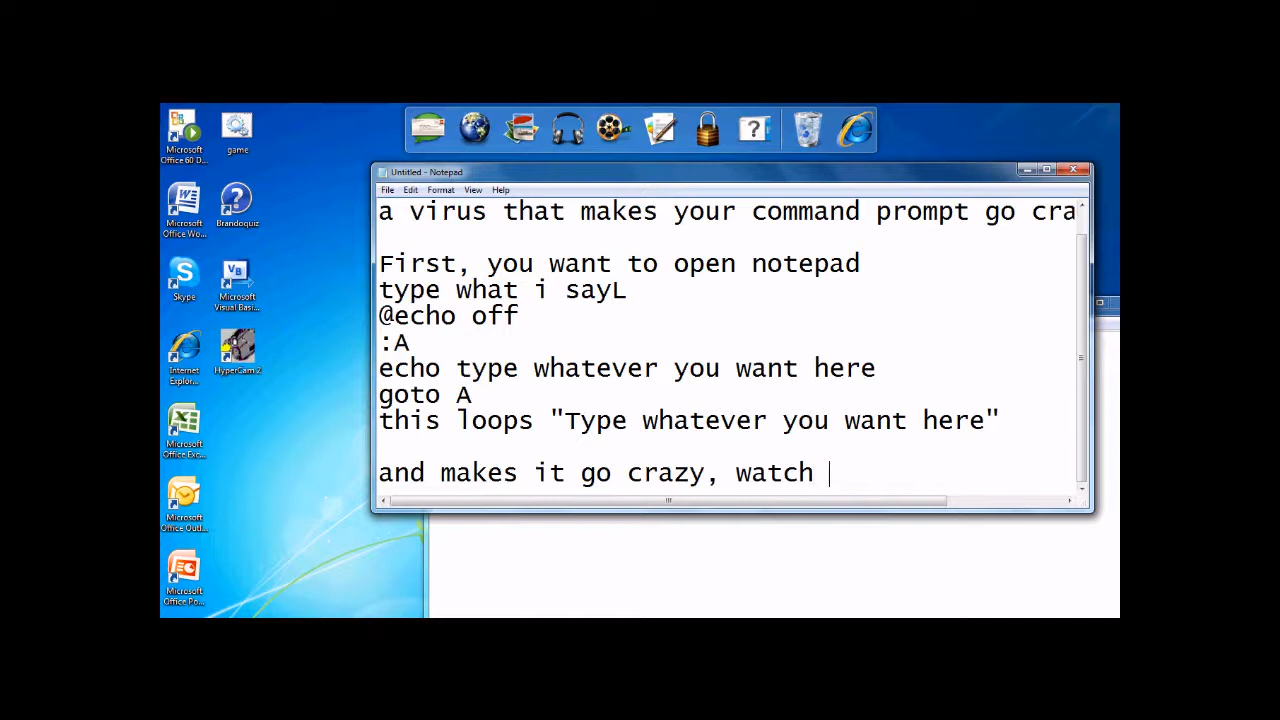 Microsoft
Office 60 D...
game
Microsoft
Office Wo...
Brandoquiz
Skype
Microsoft
Visual Basi...
Internet
Explor...
HyperCam 2
Microsoft
Office Exc...
Microsoft
Office Outl...
Microsoft
Office Po...
Untitled - Notepad
File Edit Format View Help
a virus that makes your command prompt go cra
First, you want to open notepad
type what i sayL
@echo off
:A
echo type whatever you want here
goto A
this loops "Type whatever you want here"
and makes it go crazy, watch